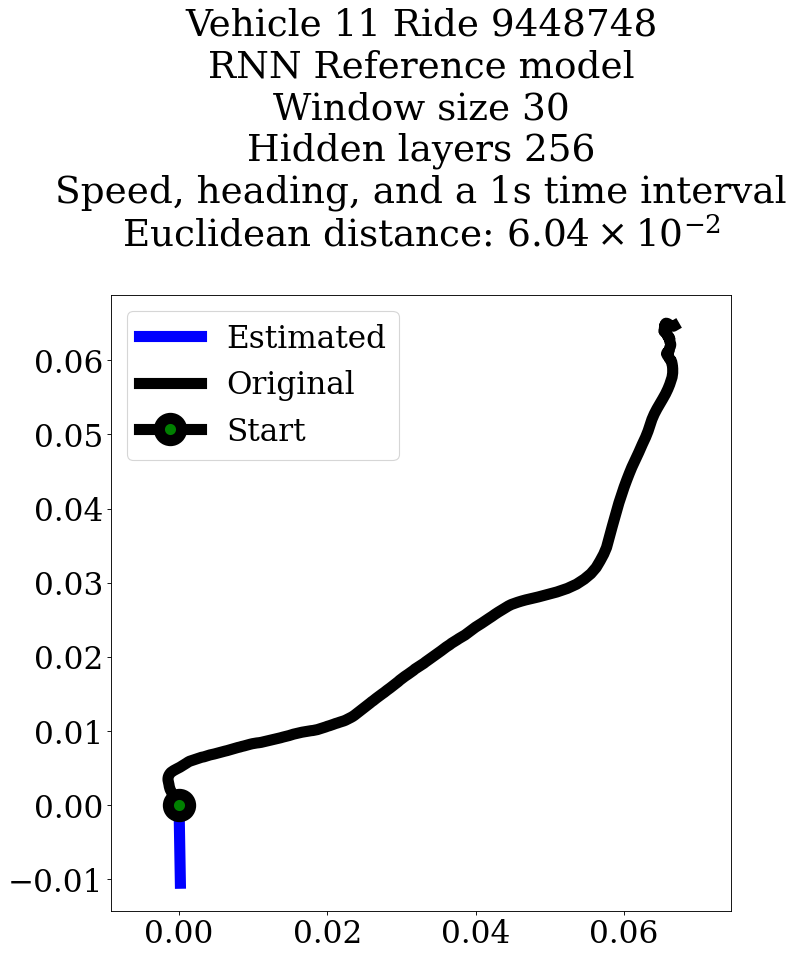 Vehicle 11 Ride 9448748
RNN Reference model
Window size 30
Hidden layers 256
Speed, heading, and a 1s time interval
Euclidean distance: 6.04 × 10⁻²
Estimated
Original
Start
0.06
0.05
0.04
0.03
0.02
0.01
0.00
−0.01
0.00 0.02 0.04 0.06